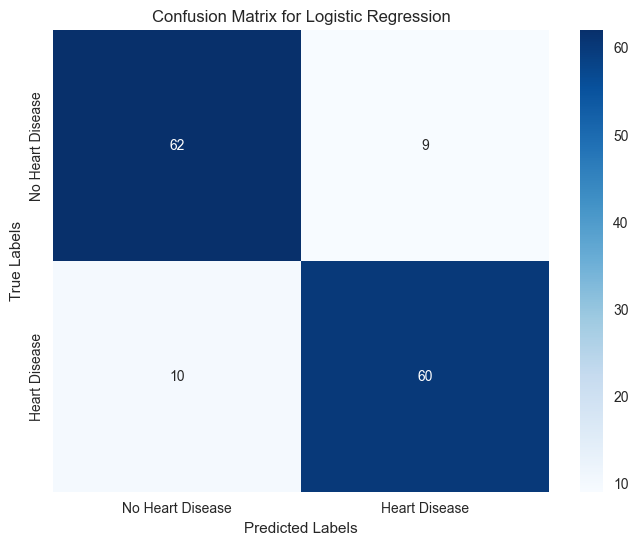 Confusion Matrix for Logistic Regression
True Labels
No Heart Disease
Heart Disease
62
9
10
60
No Heart Disease
Heart Disease
Predicted Labels
60
50
40
30
20
10